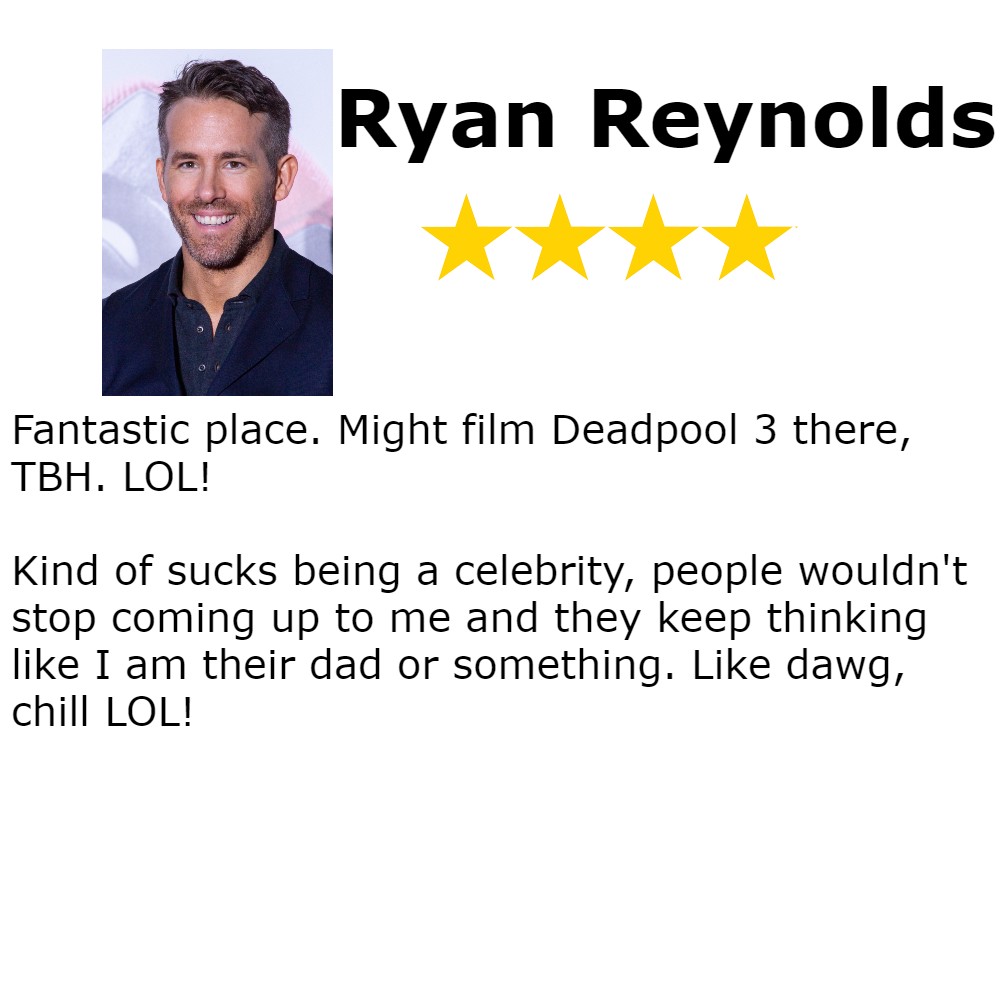 Ryan Reynolds
Fantastic place. Might film Deadpool 3 there,
TBH. LOL!
Kind of sucks being a celebrity, people wouldn't
stop coming up to me and they keep thinking
like I am their dad or something. Like dawg,
chill LOL!